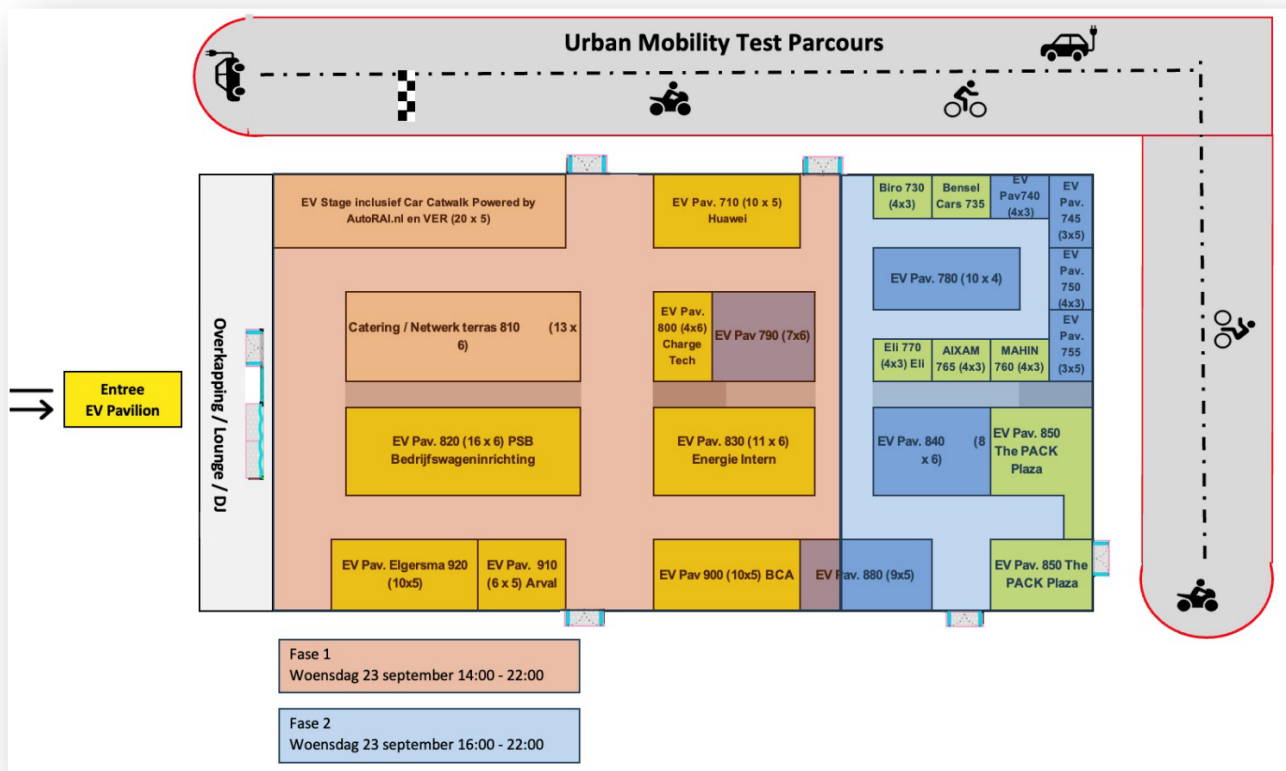 Urban Mobility Test Parcours
EV Stage inclusief Car Catwalk Powered by
AutoRAI.nl en VER (20 x 5)
EV Pav. 710 (10 x 5)
Huawei
Biro 730
(4x3)
Bensel
Cars 735
EV
Pav740
(4x3)
EV
Pav.
745
(3x5)
EV Pav. 780 (10 x 4)
EV
Pav.
750
(4x3)
Catering / Netwerk terras 810 (13 x
6)
EV Pav.
800 (4x6)
Charge
Tech
EV Pav 790 (7x6)
Eli 770
(4x3) Eli
AIXAM
765 (4x3)
MAHIN
760 (4x3)
EV
Pav.
755
(3x5)
Overkapping / Lounge / DJ
Entree
EV Pavilion
EV Pav. 820 (16 x 6) PSB
Bedrijfswageninrichting
EV Pav. 830 (11 x 6)
Energie Intern
EV Pav. 840 (8
x 6)
EV Pav. 850
The PACK
Plaza
EV Pav. Elgersma 920
(10x5)
EV Pav. 910
(6 x 5) Arval
EV Pav 900 (10x5) BCA
EV Pav. 880 (9x5)
EV Pav. 850 The
PACK Plaza
Fase 1
Woensdag 23 september 14:00 - 22:00
Fase 2
Woensdag 23 september 16:00 - 22:00